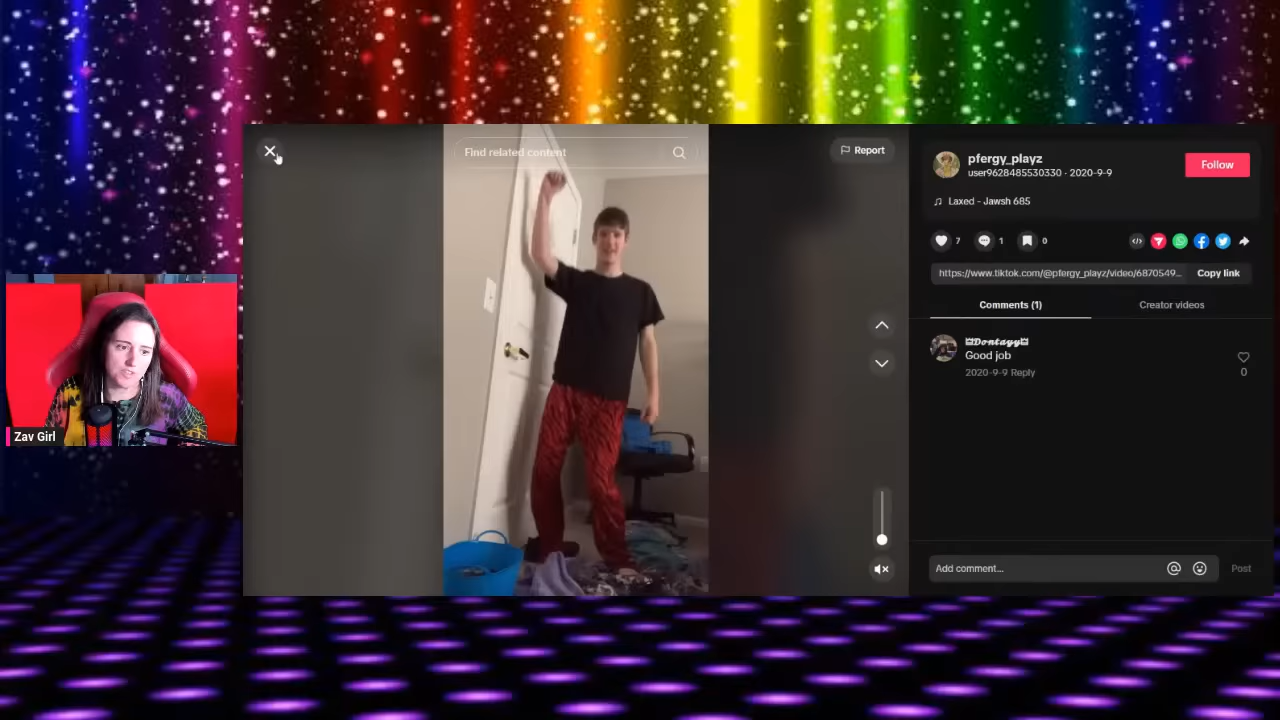 Find related content
Report
pfergy_playz
user9628485530330 · 2020-9-9
Follow
Laxed - Jawsh 685
7
1
0
https://www.tiktok.com/@pfergy_playz/video/6870549...
Copy link
Comments (1)
Creator videos
𝓓𝓸𝓷𝓽𝓪𝔂𝔂
Good job
2020-9-9 Reply
0
Add comment...
Post
Zav Girl